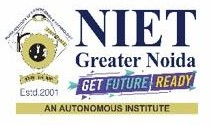 NIET
Greater Noida
GET FUTURE READY
Estd.2001
AN AUTONOMOUS INSTITUTE